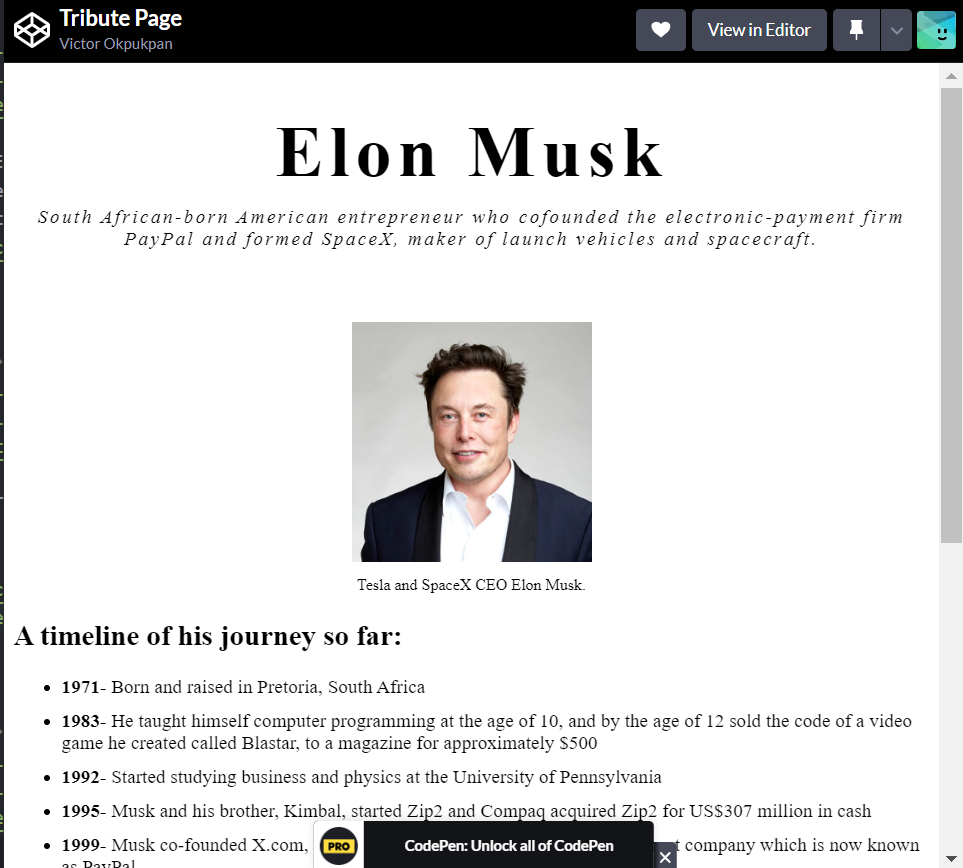 Tribute Page
Victor Okpukpan
View in Editor
Elon Musk
South African-born American entrepreneur who cofounded the electronic-payment firm
PayPal and formed SpaceX, maker of launch vehicles and spacecraft.
Tesla and SpaceX CEO Elon Musk.
A timeline of his journey so far:
1971- Born and raised in Pretoria, South Africa
1983- He taught himself computer programming at the age of 10, and by the age of 12 sold the code of a video
game he created called Blastar, to a magazine for approximately $500
1992- Started studying business and physics at the University of Pennsylvania
1995- Musk and his brother, Kimbal, started Zip2 and Compaq acquired Zip2 for US$307 million in cash
1999- Musk co-founded X.com, company which is now known
as PayPal
PRO CodePen: Unlock all of CodePen